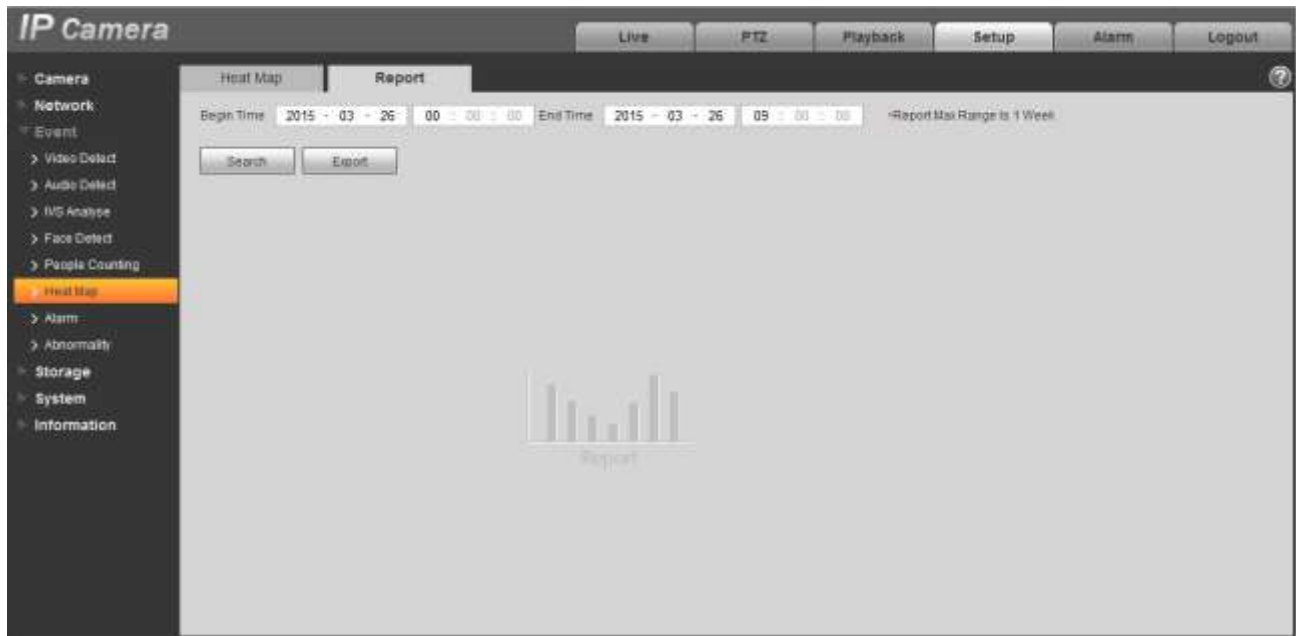 IP Camera
Live PTZ Playback Setup Alarm Logout
Camera
Network
Event
Video Detect
Audio Detect
IVS Analyse
Face Detect
People Counting
Heat Map
Alarm
Abnormality
Storage
System
Information
Heat Map Report ?
Begin Time 2015 - 03 - 26 00 : 00 : 00 End Time 2015 - 03 - 26 09 : 00 : 00 *Report Max Range Is 1 Week
Search Export
Report